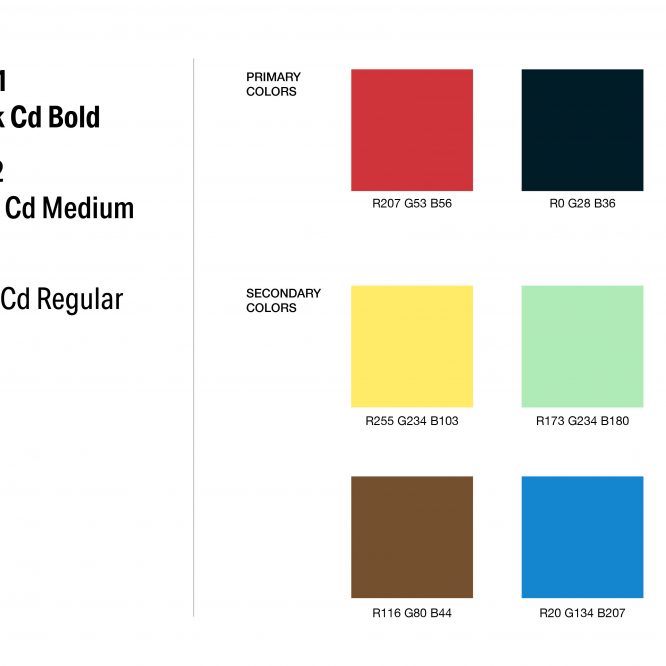 1
Cd Bold
2
Cd Medium
Cd Regular
PRIMARY
COLORS
R207 G53 B56
R0 G28 B36
SECONDARY
COLORS
R255 G234 B103
R173 G234 B180
R116 G80 B44
R20 G134 B207